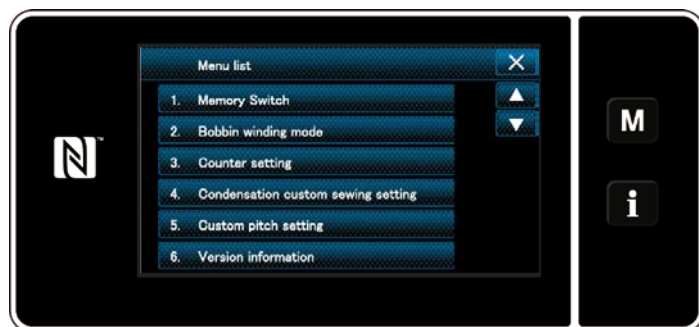 Menu list
1. Memory Switch
2. Bobbin winding mode
3. Counter setting
4. Condensation custom sewing setting
5. Custom pitch setting
6. Version information
N™
M
i